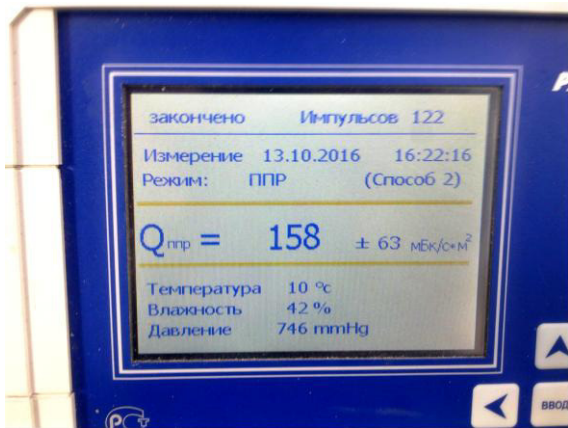 закончено Импульсов 122
Измерение 13.10.2016 16:22:16
Режим: ППР (Способ 2)
Qппр = 158 ± 63 мБк/с•м²
Температура 10 °c
Влажность 42 %
Давление 746 mmHg